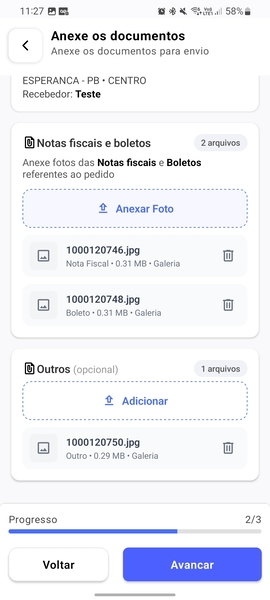 11:27
58%
Anexe os documentos
Anexe os documentos para envio
ESPERANCA - PB • CENTRO
Recebedor: Teste
Notas fiscais e boletos
2 arquivos
Anexe fotos das Notas fiscais e Boletos
referentes ao pedido
Anexar Foto
1000120746.jpg
Nota Fiscal • 0.31 MB • Galeria
1000120748.jpg
Boleto • 0.31 MB • Galeria
Outros (opcional)
1 arquivos
Adicionar
1000120750.jpg
Outro • 0.29 MB • Galeria
Progresso
2/3
Voltar
Avancar